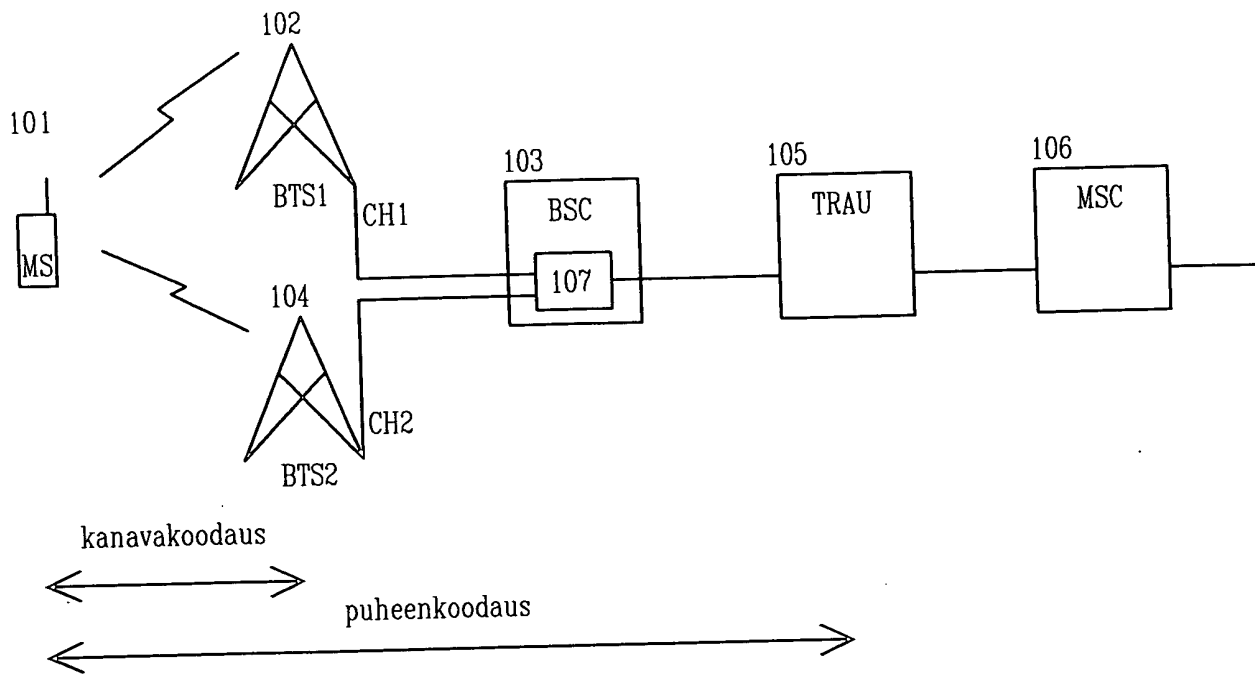 102
101
103
105
106
BTS1
CH1
BSC
TRAU
MSC
MS
107
104
CH2
BTS2
kanavakoodaus
puheenkoodaus